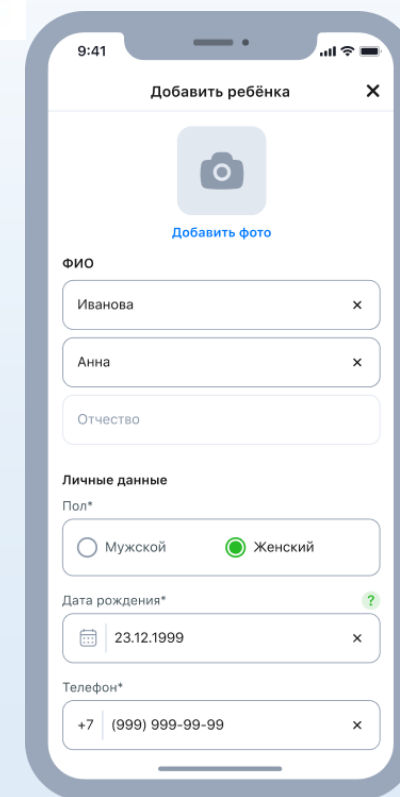 9:41
Добавить ребёнка
Добавить фото
ФИО
Иванова
Анна
Отчество
Личные данные
Пол*
Мужской Женский
Дата рождения* ?
23.12.1999
Телефон*
+7 (999) 999-99-99